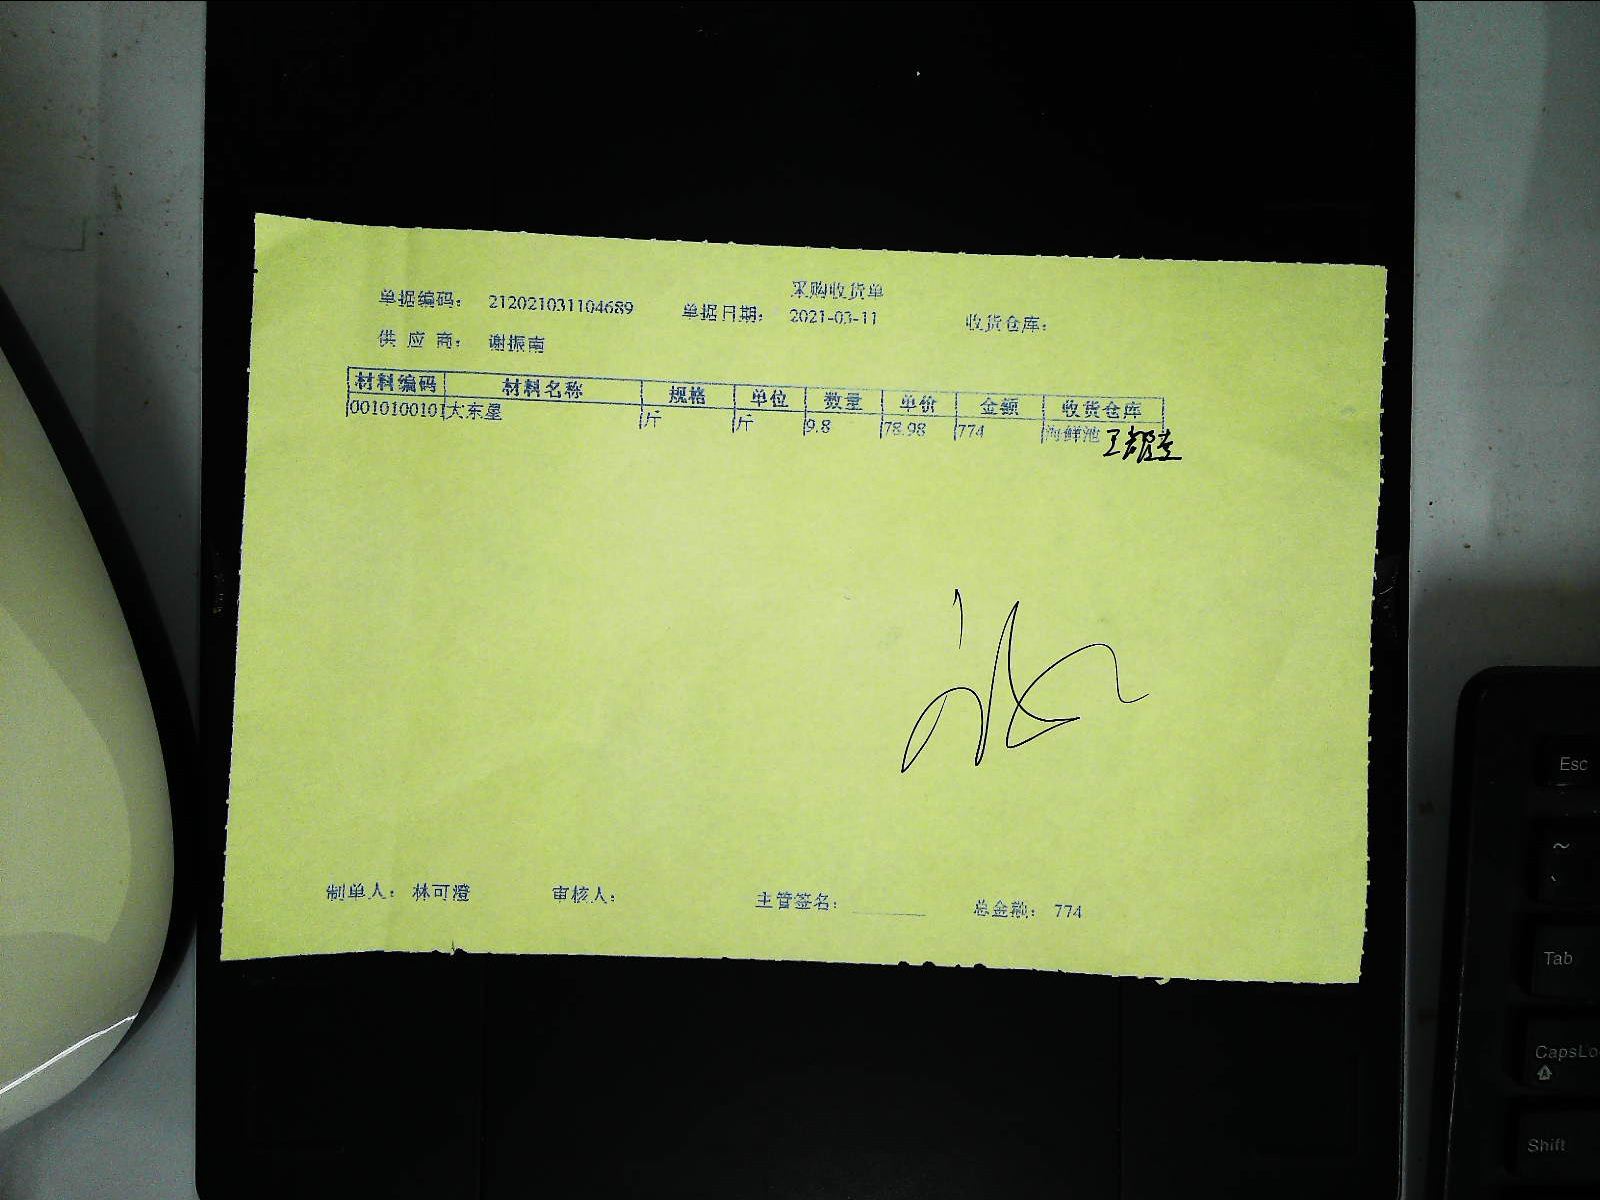 采购收货单
单据编码： 212021031104689 单据日期： 2021-03-11 收货仓库：
供 应 商： 谢振南
材料编码 材料名称 规格 单位 数量 单价 金额 收货仓库
0010100101 大东星 斤 斤 9.8 78.98 774 海鲜池
制单人： 林可澄 审核人： 主管签名： 总金额： 774
Esc
~
Tab
CapsLo
Shift